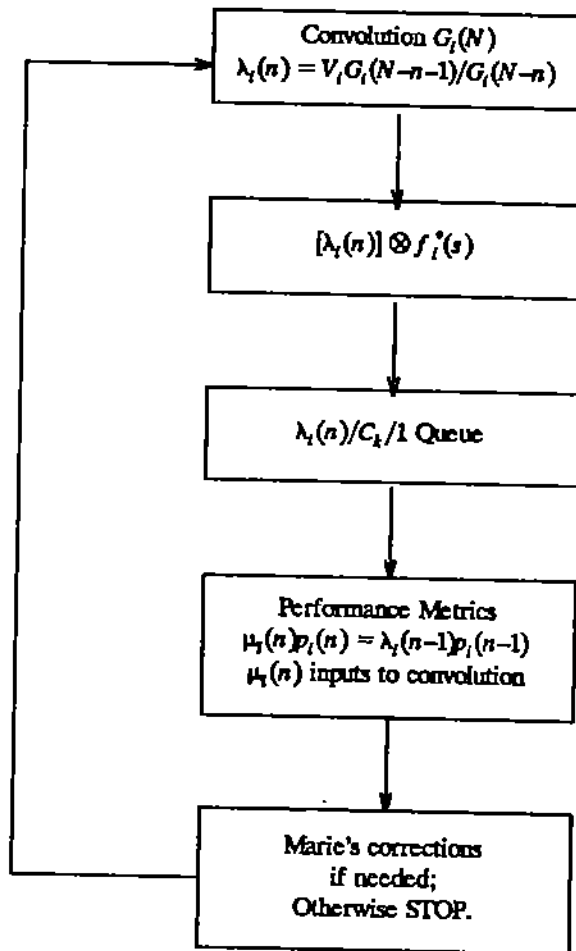 Convolution G_i(N)
λ_i(n) = V_i G_i(N−n−1)/G_i(N−n)
[λ_i(n)] ⊗ f_i*(s)
λ_i(n)/C_k/1 Queue
Performance Metrics
μ_i(n)p_i(n) = λ_i(n−1)p_i(n−1)
μ_i(n) inputs to convolution
Marie's corrections
if needed;
Otherwise STOP.